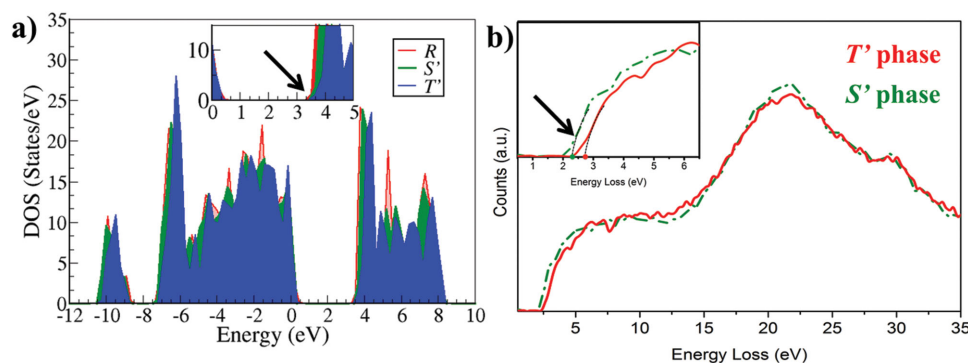 a)
35
30
25
20
15
10
5
0
DOS (States/eV)
-12 -10 -8 -6 -4 -2 0 2 4 6 8 10
Energy (eV)
10
0
0 1 2 3 4 5
R
S'
T'
b)
T' phase
S' phase
Counts (a.u.)
1 2 3 4 5 6
Energy Loss (eV)
5 10 15 20 25 30 35
Energy Loss (eV)